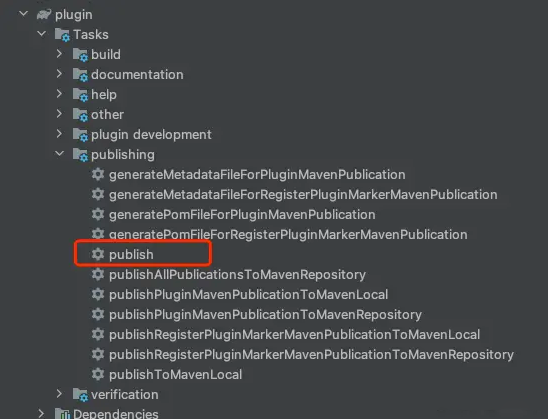 plugin
Tasks
build
documentation
help
other
plugin development
publishing
generateMetadataFileForPluginMavenPublication
generateMetadataFileForRegisterPluginMarkerMavenPublication
generatePomFileForPluginMavenPublication
generatePomFileForRegisterPluginMarkerMavenPublication
publish
publishAllPublicationsToMavenRepository
publishPluginMavenPublicationToMavenLocal
publishPluginMavenPublicationToMavenRepository
publishRegisterPluginMarkerMavenPublicationToMavenLocal
publishRegisterPluginMarkerMavenPublicationToMavenRepository
publishToMavenLocal
verification
Dependencies